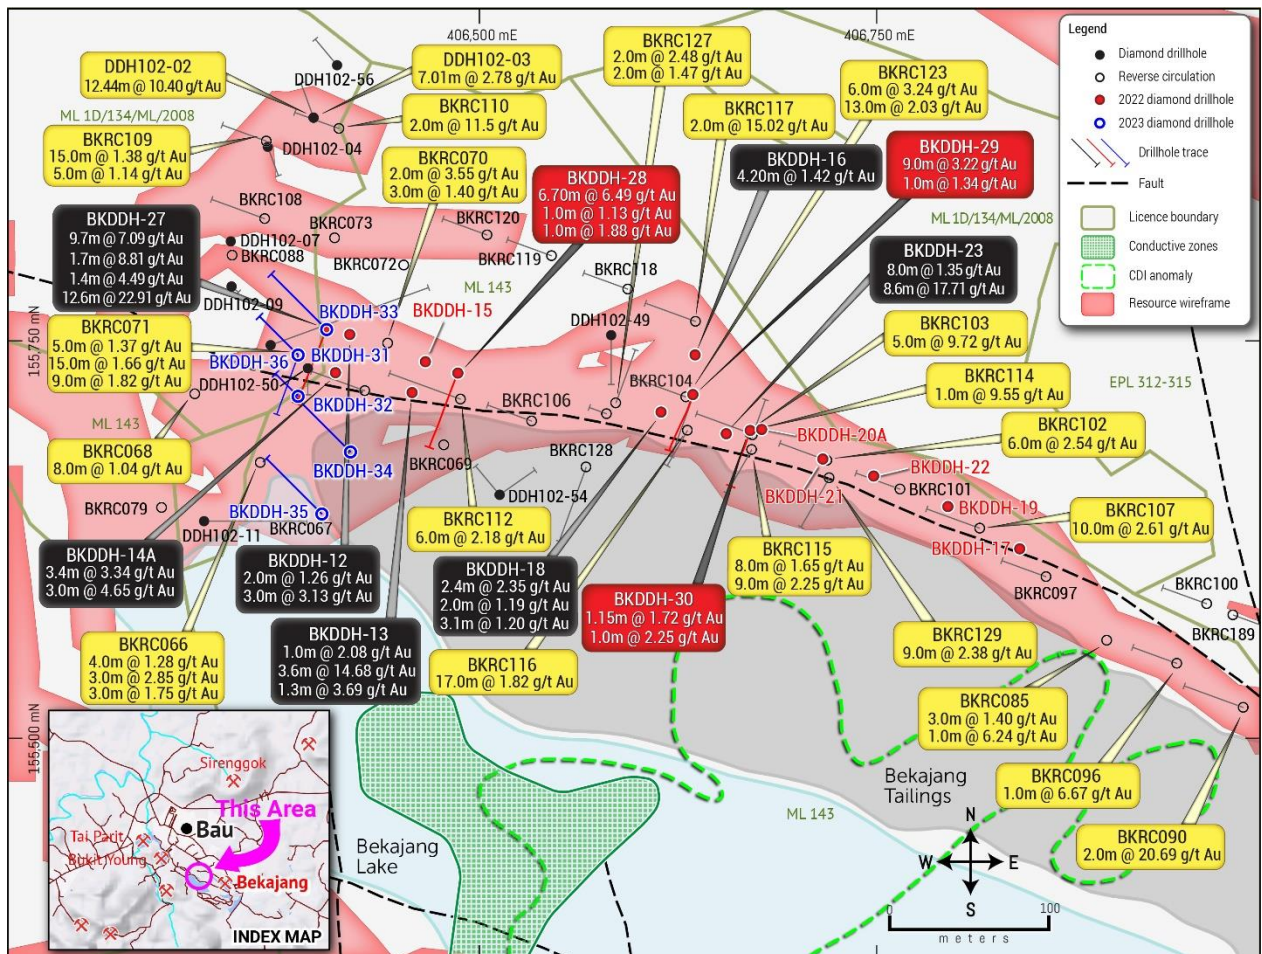 406,500 mE
406,750 mE
155,750 mN
155,500 mN
Legend
Diamond drillhole
Reverse circulation
2022 diamond drillhole
2023 diamond drillhole
Drillhole trace
Fault
Licence boundary
Conductive zones
CDI anomaly
Resource wireframe
DDH102-02
12.44m @ 10.40g/t Au
DDH102-56
DDH102-03
7.01m @ 2.78 g/t Au
BKRC127
2.0m @ 2.48 g/t Au
2.0m @ 1.47 g/t Au
BKRC123
6.0m @ 3.24 g/t Au
13.0m @ 2.03 g/t Au
BKRC110
2.0m @ 11.5 g/t Au
BKRC117
2.0m @ 15.02 g/t Au
ML 1D/134/ML/2008
BKRC109
15.0m @ 1.38 g/t Au
5.0m @ 1.14 g/t Au
DDH102-04
BKRC070
2.0m @ 3.55 g/t Au
3.0m @ 1.40 g/t Au
BKDDH-28
6.70m @ 6.49 g/t Au
1.0m @ 1.13 g/t Au
1.0m @ 1.88 g/t Au
BKDDH-16
4.20m @ 1.42 g/t Au
BKDDH-29
9.0m @ 3.22 g/t Au
1.0m @ 1.34 g/t Au
ML 1D/134/ML/2008
BKDDH-27
9.7m @ 7.09 g/t Au
1.7m @ 8.81 g/t Au
1.4m @ 4.49 g/t Au
12.6m @ 22.91 g/t Au
BKRC108
BKRC073
DDH102-07
BKRC088
BKRC072
BKRC120
BKRC119
BKRC118
BKDDH-23
8.0m @ 1.35 g/t Au
8.6m @ 17.71 g/t Au
DDH102-09
ML 143
BKDDH-33
BKDDH-15
DDH102-49
BKRC103
5.0m @ 9.72 g/t Au
BKRC071
5.0m @ 1.37 g/t Au
15.0m @ 1.66 g/t Au
9.0m @ 1.82 g/t Au
BKDDH-36
BKDDH-31
DDH102-50
BKDDH-32
BKRC104
BKRC106
BKRC114
1.0m @ 9.55 g/t Au
EPL 312-315
ML 143
BKRC068
8.0m @ 1.04 g/t Au
BKDDH-34
BKRC069
BKRC128
BKDDH-20A
BKRC102
6.0m @ 2.54 g/t Au
BKDDH-22
BKDDH-21
BKRC101
BKDDH-19
BKRC079
BKDDH-35
BKRC067
DDH102-11
DDH102-54
BKRC107
10.0m @ 2.61 g/t Au
BKRC112
6.0m @ 2.18 g/t Au
BKDDH-17
BKRC097
BKDDH-14A
3.4m @ 3.34 g/t Au
3.0m @ 4.65 g/t Au
BKDDH-12
2.0m @ 1.26 g/t Au
3.0m @ 3.13 g/t Au
BKDDH-18
2.4m @ 2.35 g/t Au
2.0m @ 1.19 g/t Au
3.1m @ 1.20 g/t Au
BKRC115
8.0m @ 1.65 g/t Au
9.0m @ 2.25 g/t Au
BKDDH-30
1.15m @ 1.72 g/t Au
1.0m @ 2.25 g/t Au
BKRC100
BKRC189
BKRC066
4.0m @ 1.28 g/t Au
3.0m @ 2.85 g/t Au
3.0m @ 1.75 g/t Au
BKDDH-13
1.0m @ 2.08 g/t Au
3.6m @ 14.68 g/t Au
1.3m @ 3.69 g/t Au
BKRC116
17.0m @ 1.82 g/t Au
BKRC129
9.0m @ 2.38 g/t Au
BKRC085
3.0m @ 1.40 g/t Au
1.0m @ 6.24 g/t Au
BKRC096
1.0m @ 6.67 g/t Au
BKRC090
2.0m @ 20.69 g/t Au
Bekajang
Tailings
ML 143
Bekajang
Lake
N
W
E
S
0
100
meters
Sirenggok
This Area
Bau
Tai Parit
Bukit Young
Bekajang
INDEX MAP